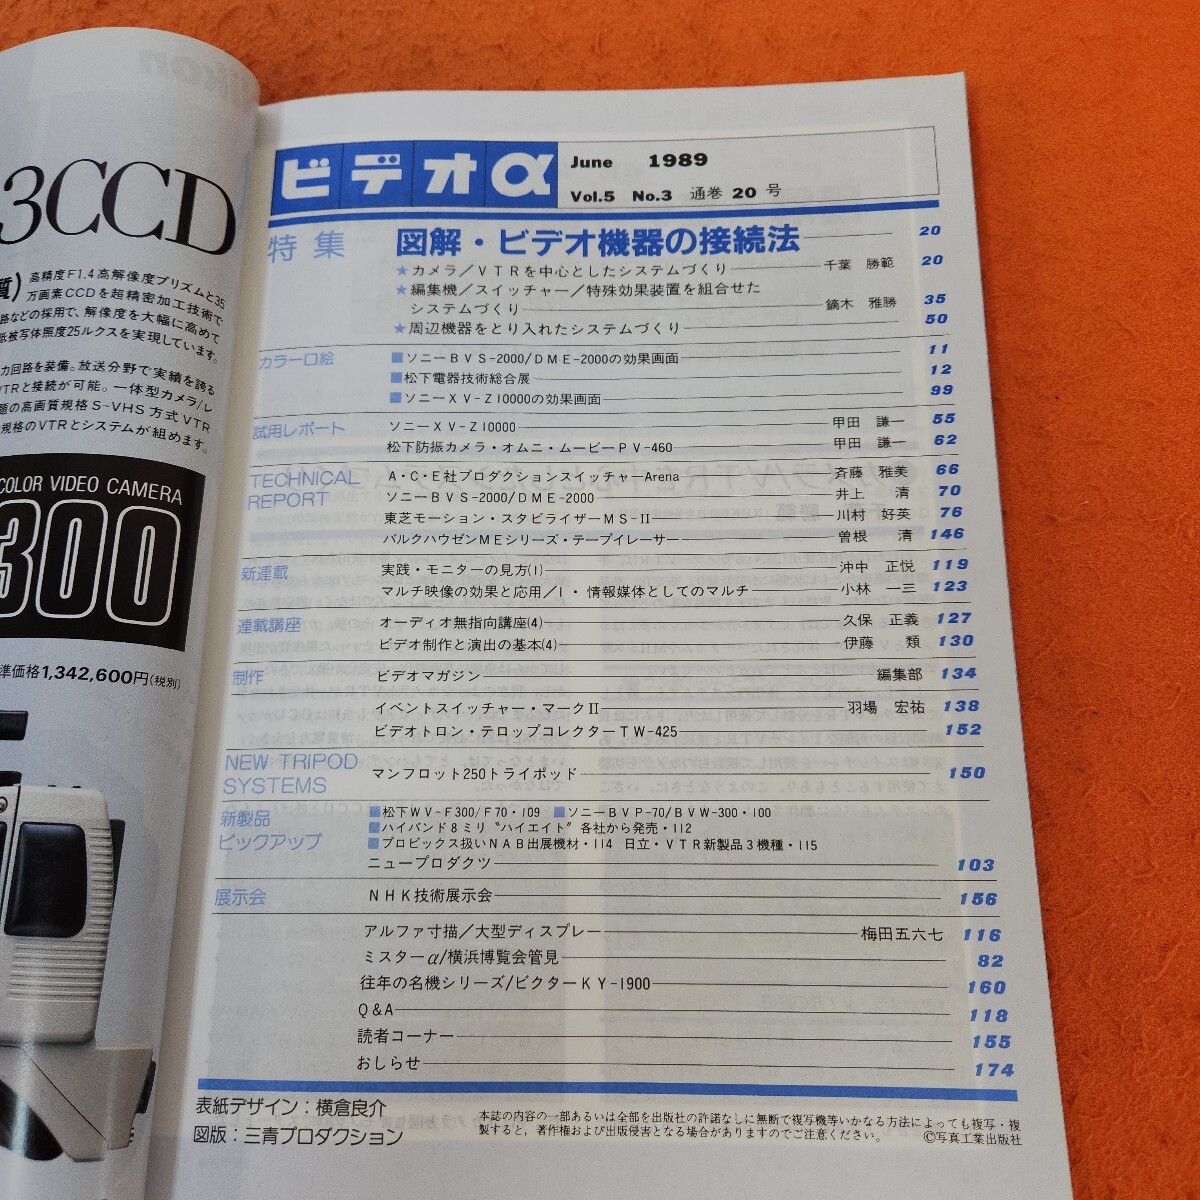 3CCD
質)
高精度F1.4高解像度プリズムと35
万画素CCDを超精密加工技術で
路などの採用で、解像度を大幅に高めて
低被写体照度25ルクスを実現しています。
力回路を装備。放送分野で実績を誇る
VTRと接続が可能。一体型カメラ/レ
題の高画質規格S-VHS方式VTR
規格のVTRとシステムが組めます。
COLOR VIDEO CAMERA
300
準価格1,342,600円(税別)
ビデオα
June 1989
Vol.5 No.3 通巻 20 号
特集 図解・ビデオ機器の接続法 20
★カメラ/VTRを中心としたシステムづくり 千葉 勝範 20
★編集機/スイッチャー/特殊効果装置を組合せた
システムづくり 鏑木 雅勝 35
★周辺機器をとり入れたシステムづくり 50
カラー口絵 ■ソニーBVS-2000/DME-2000の効果画面 11
■松下電器技術総合展 12
■ソニーXV-Z10000の効果画面 99
試用レポート ソニーXV-Z10000 甲田 謙一 55
松下防振カメラ・オムニ・ムービーPV-460 甲田 謙一 62
TECHNICAL REPORT A・C・E社プロダクションスイッチャーArena 斉藤 雅美 66
ソニーBVS-2000/DME-2000 井上 清 70
東芝モーション・スタビライザーMS-II 川村 好英 76
バルクハウゼンMEシリーズ・テープイレーサー 曽根 清 146
新連載 実践・モニターの見方(1) 沖中 正悦 119
マルチ映像の効果と応用/I・情報媒体としてのマルチ 小林 一三 123
連載講座 オーディオ無指向講座(4) 久保 正義 127
ビデオ制作と演出の基本(4) 伊藤 類 130
制作 ビデオマガジン 編集部 134
イベントスイッチャー・マークII 羽場 宏祐 138
ビデオトロン・テロップコレクターTW-425 152
NEW TRIPOD SYSTEMS マンフロット250トライポッド 150
新製品ピックアップ ■松下WV-F300/F70・109 ■ソニーBVP-70/BVW-300・100
■ハイバンド8ミリ“ハイエイト”各社から発売・112
■プロビックス扱いNAB出展機材・114 日立・VTR新製品3機種・115
ニュープロダクツ 103
展示会 NHK技術展示会 156
アルファ寸描/大型ディスプレー 梅田五六七 116
ミスターα/横浜博覧会管見 82
往年の名機シリーズ/ビクターKY-1900 160
Q&A 118
読者コーナー 155
おしらせ 174
表紙デザイン：横倉良介
図版：三青プロダクション
本誌の内容の一部あるいは全部を出版社の許諾なしに無断で複写機等いかなる方法によっても複写・複
製すると、著作権および出版侵害となる場合がありますのでご注意ください。 ©写真工業出版社